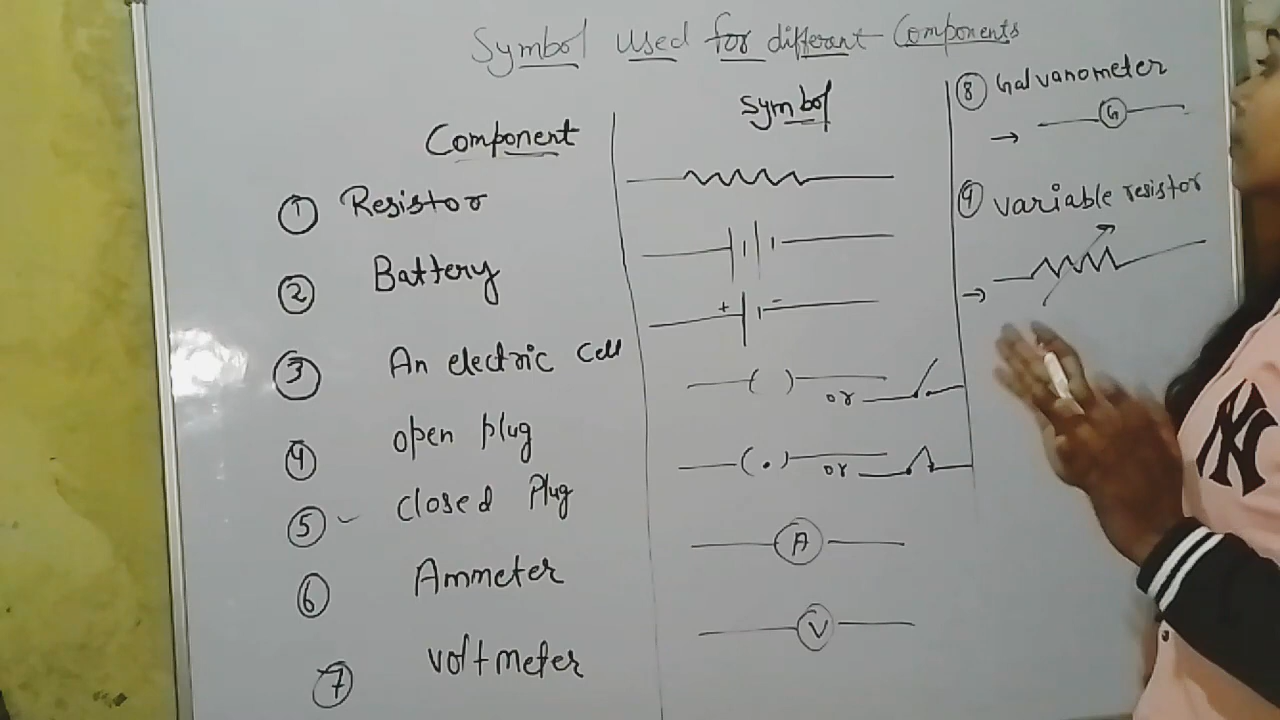 Symbol used for differant Components
Component
Symbol
① Resistor
② Battery
③ An electric cell
+ -
④ open plug
or
⑤ - closed Plug
or
⑥ Ammeter
A
⑦ voltmeter
V
⑧ Galvanometer
→ G
⑨ variable resistor
→
NY